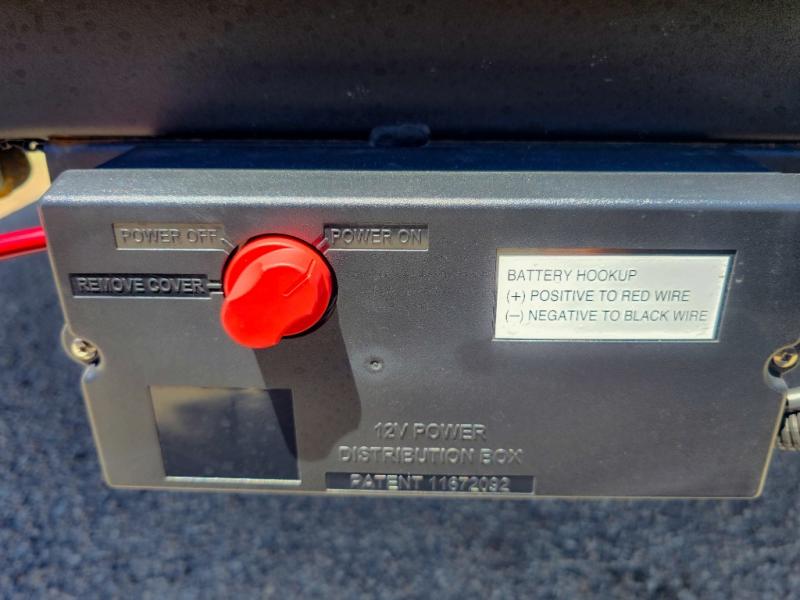 POWER OFF
POWER ON
REMOVE COVER
BATTERY HOOKUP
(+) POSITIVE TO RED WIRE
(–) NEGATIVE TO BLACK WIRE
12V POWER
DISTRIBUTION BOX
PATENT 11672092